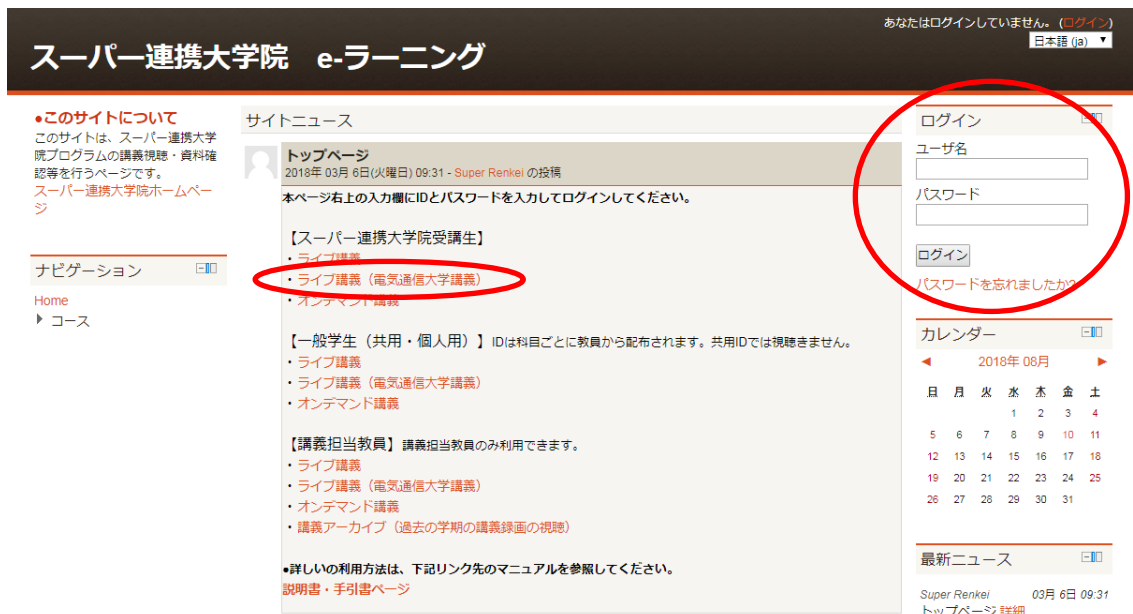 あなたはログインしていません。 (ログイン)
日本語 (ja)
スーパー連携大学院 e-ラーニング
●このサイトについて
このサイトは、スーパー連携大学
院プログラムの講義視聴・資料確
認等を行うページです。
スーパー連携大学院ホームペー
ジ
ナビゲーション
Home
コース
サイトニュース
トップページ
2018年 03月 6日(火曜日) 09:31 - Super Renkei の投稿
本ページ右上の入力欄にIDとパスワードを入力してログインしてください。
【スーパー連携大学院受講生】
・ライブ講義
・ライブ講義（電気通信大学講義）
・オンデマンド講義
【一般学生（共用・個人用）】IDは科目ごとに教員から配布されます。共用IDでは視聴きません。
・ライブ講義
・ライブ講義（電気通信大学講義）
・オンデマンド講義
【講義担当教員】講義担当教員のみ利用できます。
・ライブ講義
・ライブ講義（電気通信大学講義）
・オンデマンド講義
・講義アーカイブ（過去の学期の講義録画の視聴）
●詳しいの利用方法は、下記リンク先のマニュアルを参照してください。
説明書・手引書ページ
ログイン
ユーザ名
パスワード
ログイン
パスワードを忘れましたか?
カレンダー
2018年 08月
日 月 火 水 木 金 土
1 2 3 4
5 6 7 8 9 10 11
12 13 14 15 16 17 18
19 20 21 22 23 24 25
26 27 28 29 30 31
最新ニュース
Super Renkei 03月 6日 09:31
トップページ 詳細